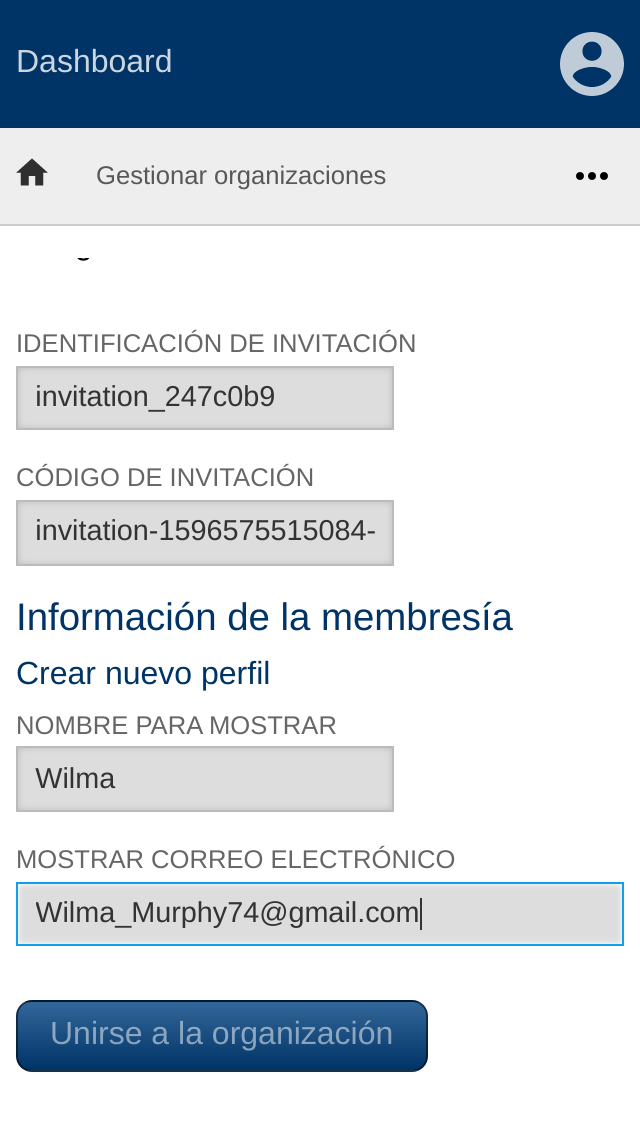 Dashboard
Gestionar organizaciones
IDENTIFICACIÓN DE INVITACIÓN
invitation_247c0b9
CÓDIGO DE INVITACIÓN
invitation-1596575515084-
Información de la membresía
Crear nuevo perfil
NOMBRE PARA MOSTRAR
Wilma
MOSTRAR CORREO ELECTRÓNICO
Wilma_Murphy74@gmail.com
Unirse a la organización